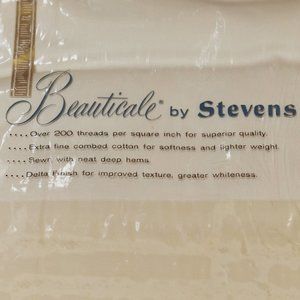 Beauticale® by Stevens
....Over 200 threads per square inch for superior quality.
....Extra fine combed cotton for softness and lighter weight.
....Sewn with neat deep hems.
....Delta Finish for improved texture, greater whiteness.